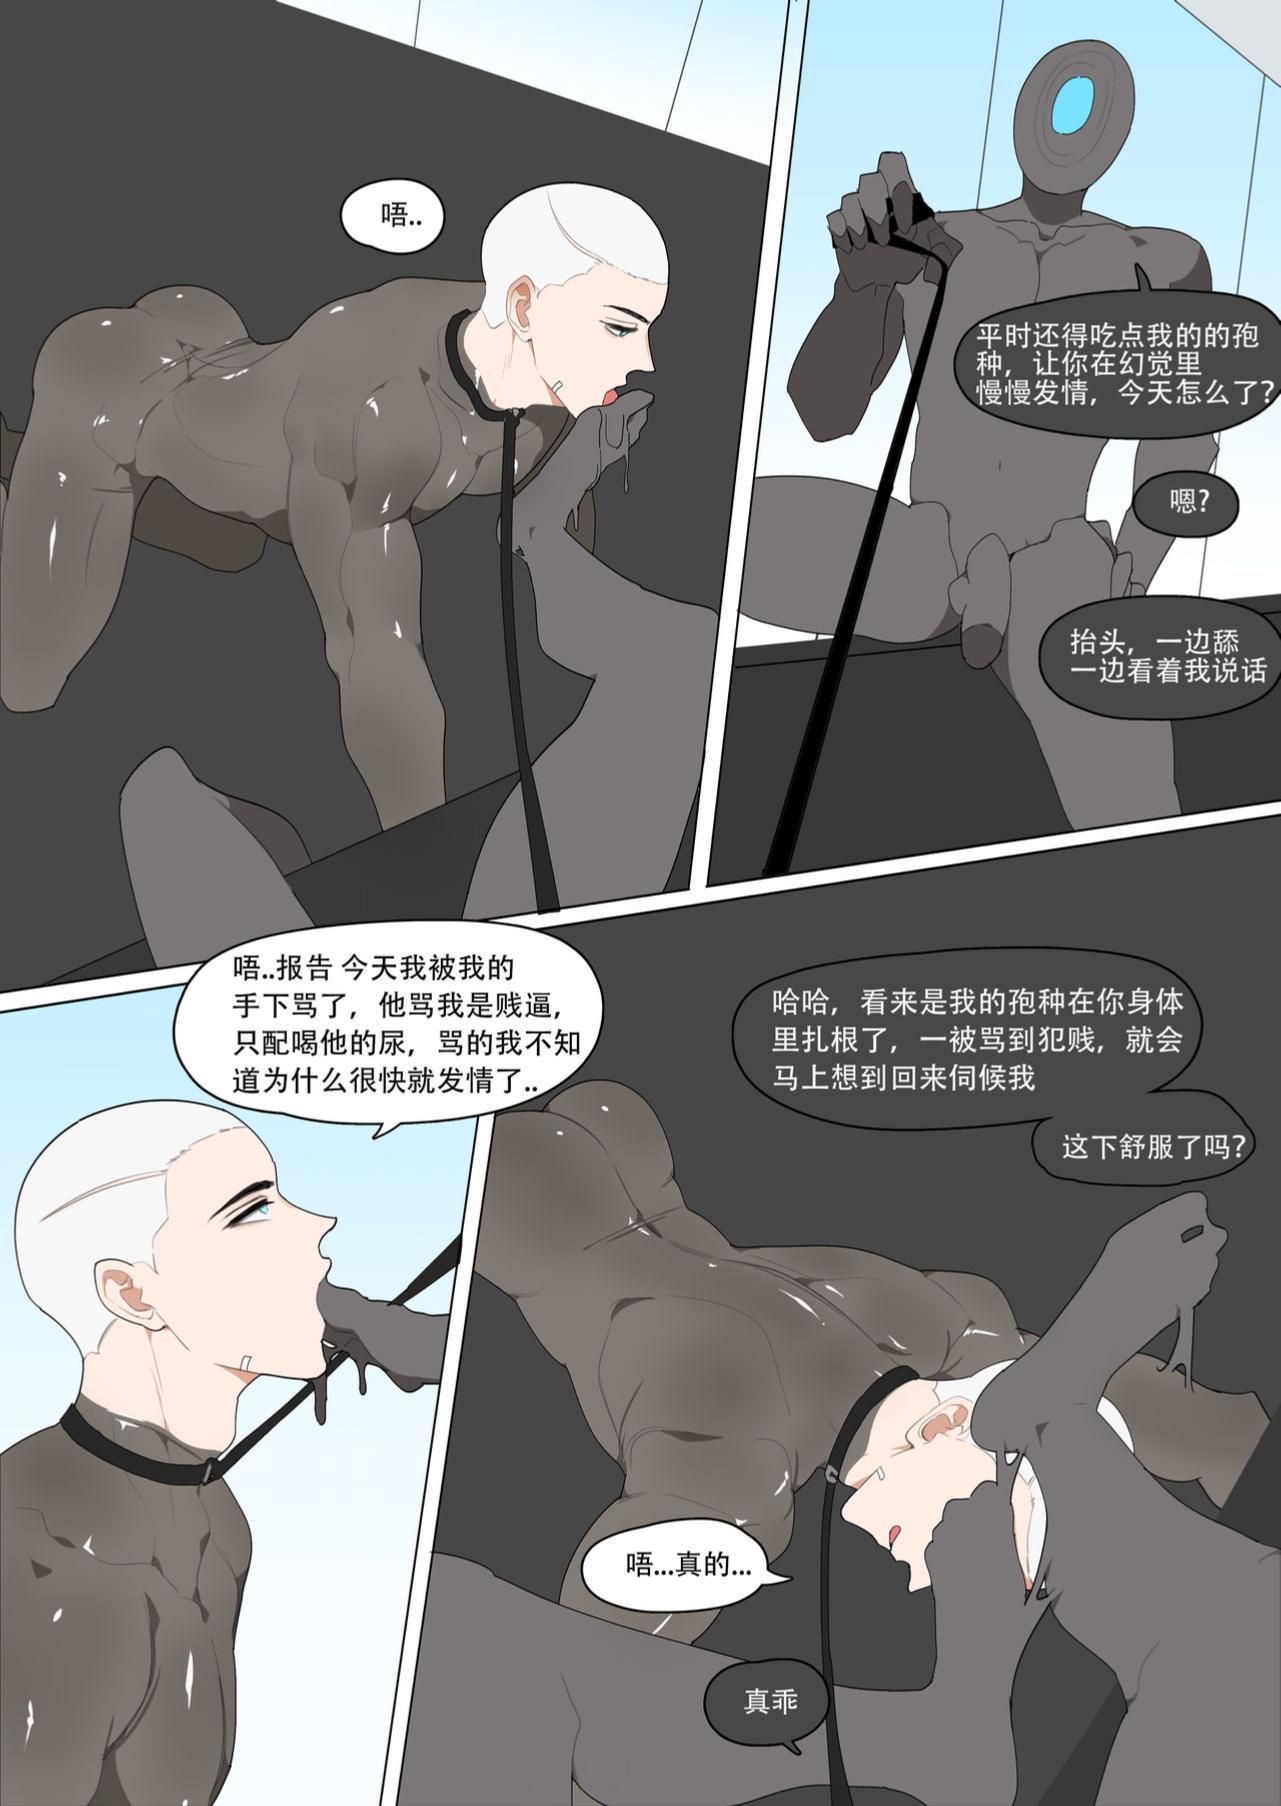 唔..
平时还得吃点我的的孢
种，让你在幻觉里
慢慢发情，今天怎么了?
嗯?
抬头，一边舔
一边看着我说话
唔..报告 今天我被我的
手下骂了，他骂我是贱逼，
只配喝他的尿，骂的我不知
道为什么很快就发情了..
哈哈，看来是我的孢种在你身体
里扎根了，一被骂到犯贱，就会
马上想到回来伺候我
这下舒服了吗?
唔...真的...
真乖